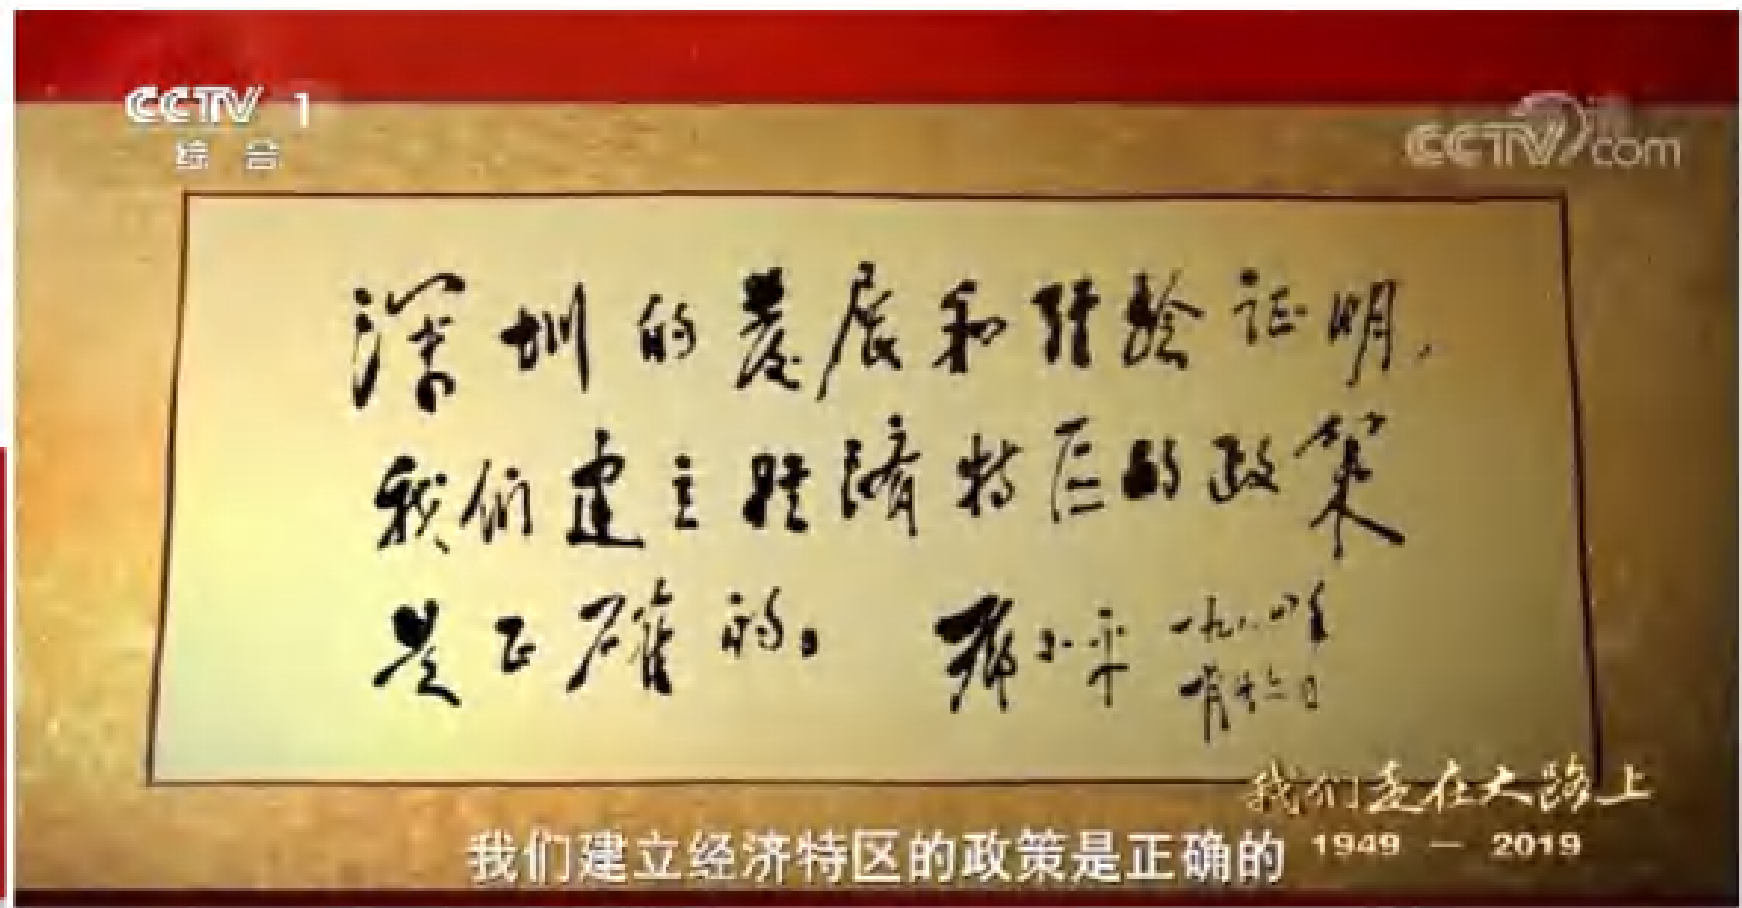 CCTV 1
综合
CCTV com
深圳的发展和经验证明,
我们建立经济特区的政策
是正确的。 邓小平 一九八四年
一月廿六日
我们走在大路上
1949 — 2019
我们建立经济特区的政策是正确的